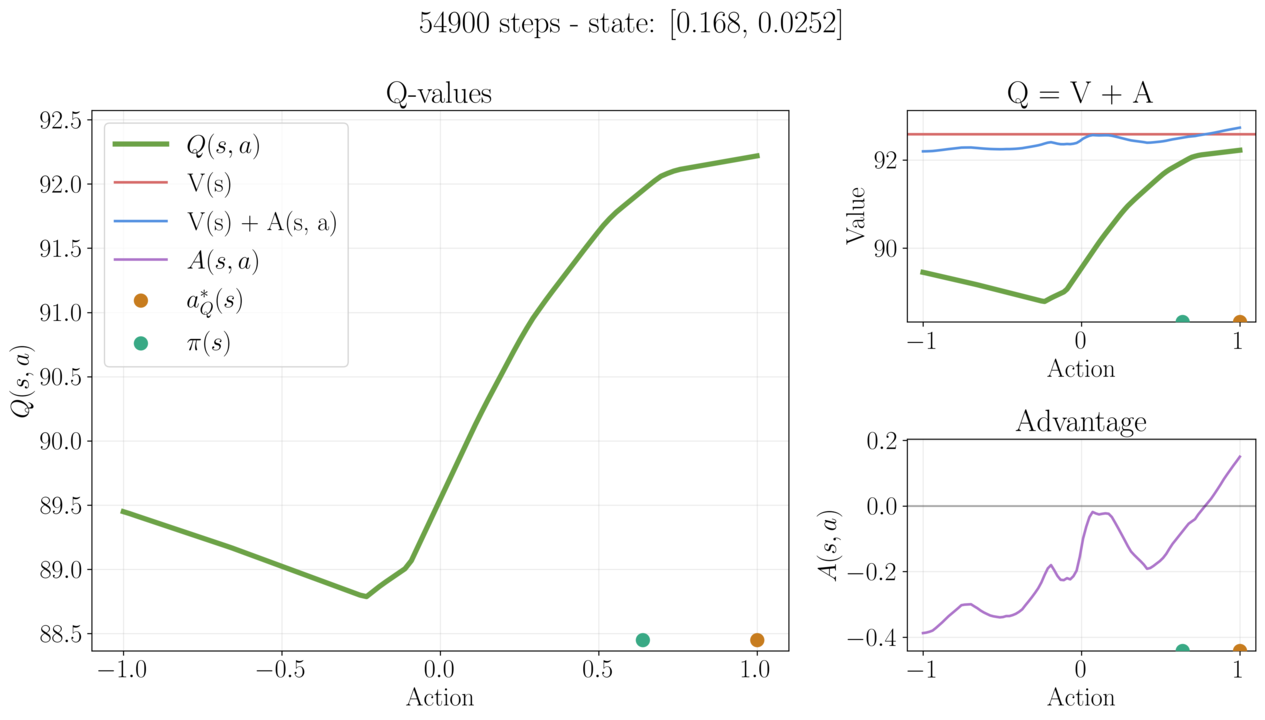 54900 steps - state: [0.168, 0.0252]
Q-values
Q(s, a)
92.5
92.0
91.5
91.0
90.5
90.0
89.5
89.0
88.5
Q(s, a)
V(s)
V(s) + A(s, a)
A(s, a)
a*Q(s)
π(s)
−1.0
−0.5
0.0
0.5
1.0
Action
Q = V + A
Value
92
90
−1
0
1
Action
Advantage
A(s, a)
0.2
0.0
−0.2
−0.4
−1
0
1
Action